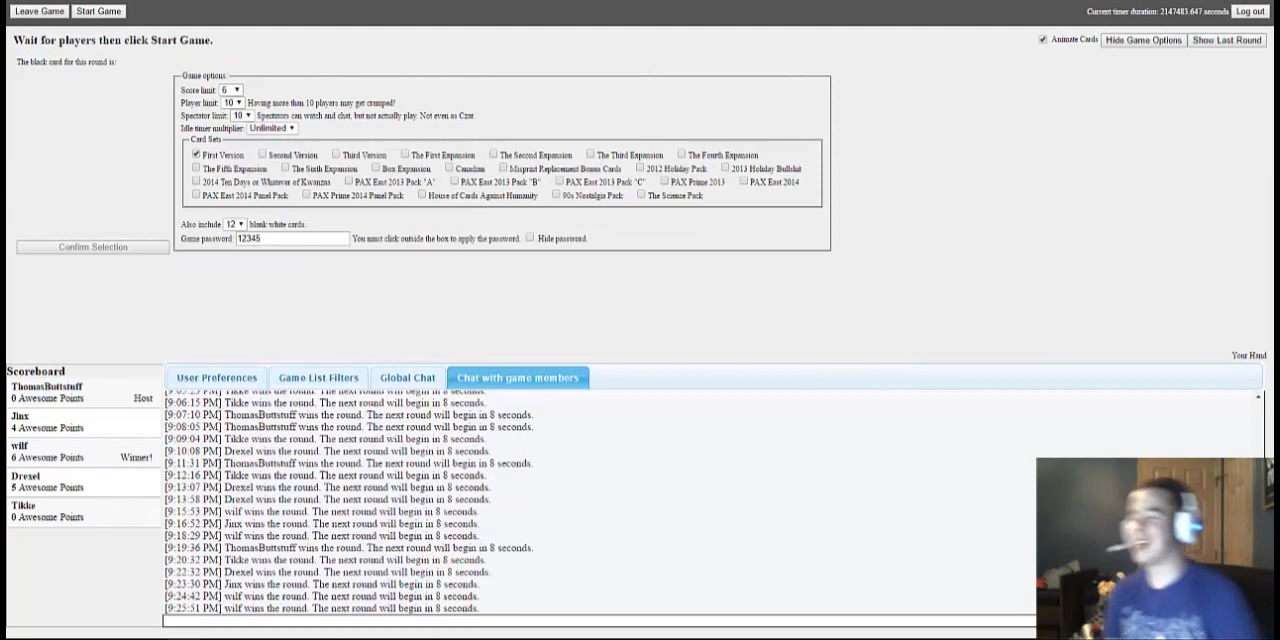 Leave Game Start Game Current timer duration: 2147483.647 seconds Log out
Wait for players then click Start Game. Animate Cards Hide Game Options Show Last Round
The black card for this round is:
Game options:
Score limit: 6
Player limit: 10 Having more than 10 players may get cramped!
Spectator limit: 10 Spectators can watch and chat, but not actually play. Not even as Czar.
Idle timer multiplier: Unlimited
Card Sets
First Version Second Version Third Version The First Expansion The Second Expansion The Third Expansion The Fourth Expansion
The Fifth Expansion The Sixth Expansion Box Expansion Canadian Misprint Replacement Bonus Cards 2012 Holiday Pack 2013 Holiday Bullshit
2014 Ten Days or Whatever of Kwanzaa PAX East 2013 Pack "A" PAX East 2013 Pack "B" PAX East 2013 Pack "C" PAX Prime 2013 PAX East 2014
PAX East 2014 Panel Pack PAX Prime 2014 Panel Pack House of Cards Against Humanity 90s Nostalgia Pack The Science Pack
Also include 12 blank white cards.
Game password: 12345 You must click outside the box to apply the password. Hide password.
Confirm Selection
Your Hand
Scoreboard
ThomasButtstuff
0 Awesome Points Host
Jinx
4 Awesome Points
wilf
6 Awesome Points Winner!
Drexel
5 Awesome Points
Tikke
0 Awesome Points
User Preferences Game List Filters Global Chat Chat with game members
Tikke wins the round. The next round will begin in 8 seconds.
[9:06:15 PM] Tikke wins the round. The next round will begin in 8 seconds.
[9:07:10 PM] ThomasButtstuff wins the round. The next round will begin in 8 seconds.
[9:08:05 PM] ThomasButtstuff wins the round. The next round will begin in 8 seconds.
[9:09:04 PM] Tikke wins the round. The next round will begin in 8 seconds.
[9:10:08 PM] Drexel wins the round. The next round will begin in 8 seconds.
[9:11:31 PM] ThomasButtstuff wins the round. The next round will begin in 8 seconds.
[9:12:16 PM] Tikke wins the round. The next round will begin in 8 seconds.
[9:13:07 PM] Drexel wins the round. The next round will begin in 8 seconds.
[9:13:58 PM] Drexel wins the round. The next round will begin in 8 seconds.
[9:15:53 PM] wilf wins the round. The next round will begin in 8 seconds.
[9:16:52 PM] Jinx wins the round. The next round will begin in 8 seconds.
[9:18:29 PM] wilf wins the round. The next round will begin in 8 seconds.
[9:19:36 PM] ThomasButtstuff wins the round. The next round will begin in 8 seconds.
[9:20:32 PM] Tikke wins the round. The next round will begin in 8 seconds.
[9:22:32 PM] Drexel wins the round. The next round will begin in 8 seconds.
[9:23:30 PM] Jinx wins the round. The next round will begin in 8 seconds.
[9:24:42 PM] wilf wins the round. The next round will begin in 8 seconds.
[9:25:51 PM] wilf wins the round. The next round will begin in 8 seconds.